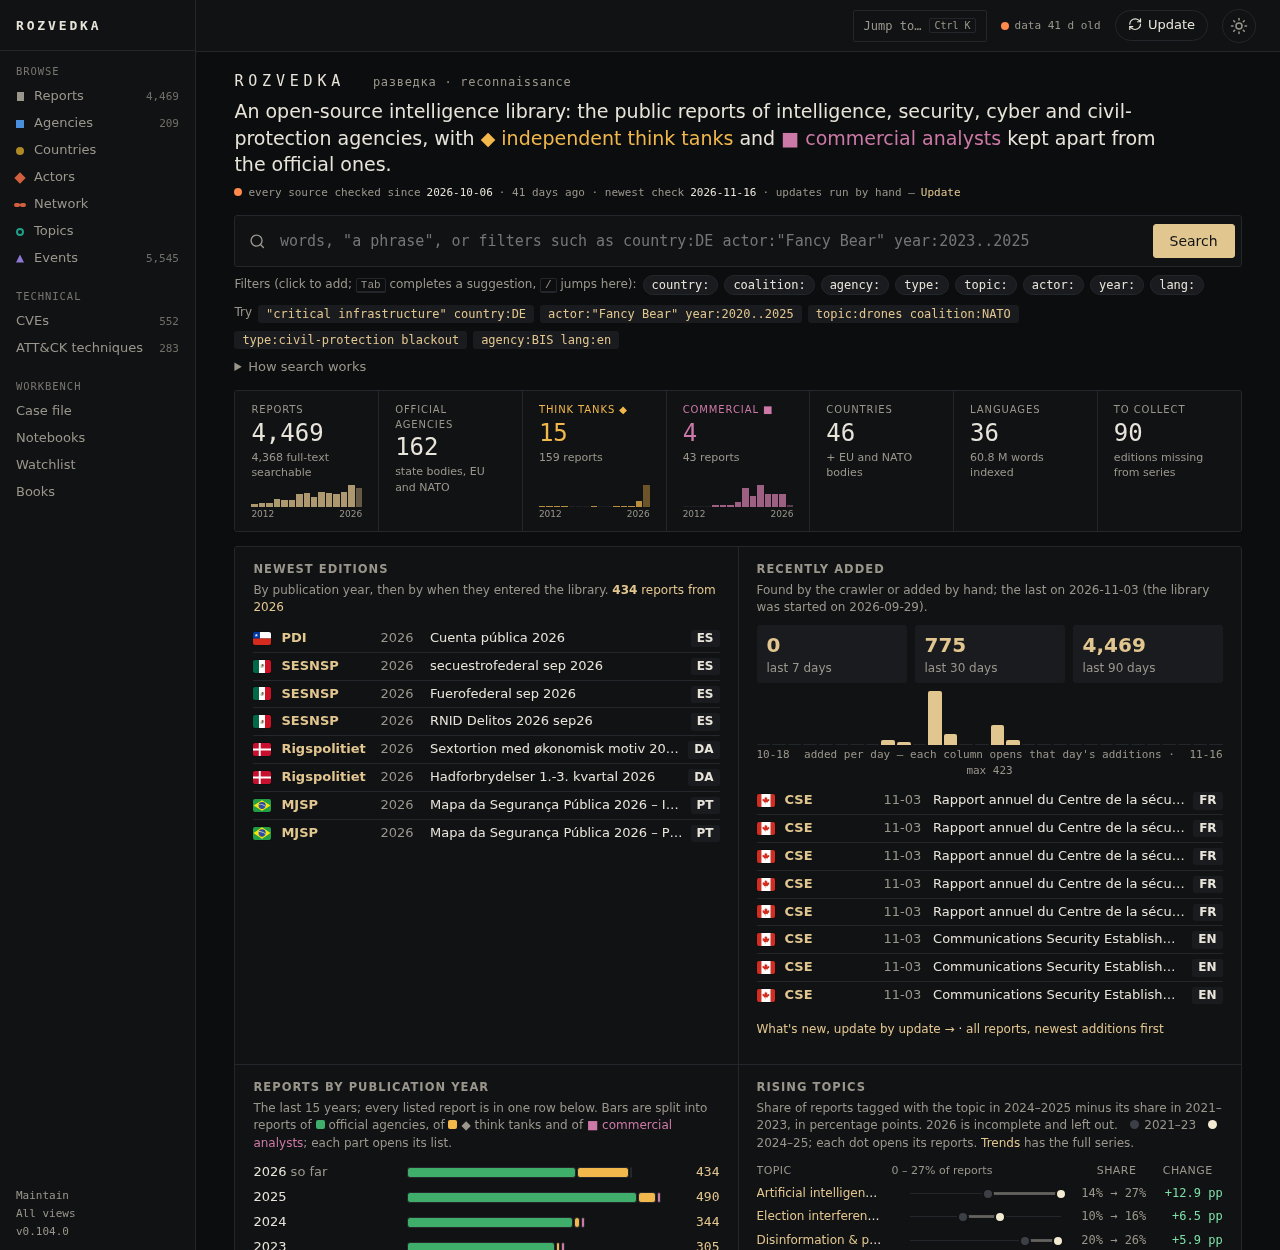 ROZVEDKA
Jump to… Ctrl K
data 41 d old
Update
BROWSE
Reports 4,469
Agencies 209
Countries
Actors
Network
Topics
Events 5,545
TECHNICAL
CVEs 552
ATT&CK techniques 283
WORKBENCH
Case file
Notebooks
Watchlist
Books
Maintain
All views
v0.104.0
ROZVEDKA разведка · reconnaissance
An open-source intelligence library: the public reports of intelligence, security, cyber and civil-
protection agencies, with ◆ independent think tanks and ■ commercial analysts kept apart from
the official ones.
every source checked since 2026-10-06 · 41 days ago · newest check 2026-11-16 · updates run by hand — Update
words, "a phrase", or filters such as country:DE actor:"Fancy Bear" year:2023..2025
Search
Filters (click to add; Tab completes a suggestion, / jumps here): country: coalition: agency: type: topic: actor: year: lang:
Try "critical infrastructure" country:DE actor:"Fancy Bear" year:2020..2025 topic:drones coalition:NATO
type:civil-protection blackout agency:BIS lang:en
▶ How search works
REPORTS
4,469
4,368 full-text
searchable
2012 2026
OFFICIAL
AGENCIES
162
state bodies, EU
and NATO
THINK TANKS ◆
15
159 reports
2012 2026
COMMERCIAL ■
4
43 reports
2012 2026
COUNTRIES
46
+ EU and NATO
bodies
LANGUAGES
36
60.8 M words
indexed
TO COLLECT
90
editions missing
from series
NEWEST EDITIONS
By publication year, then by when they entered the library. 434 reports from
2026
PDI 2026 Cuenta pública 2026 ES
SESNSP 2026 secuestrofederal sep 2026 ES
SESNSP 2026 Fuerofederal sep 2026 ES
SESNSP 2026 RNID Delitos 2026 sep26 ES
Rigspolitiet 2026 Sextortion med økonomisk motiv 20… DA
Rigspolitiet 2026 Hadforbrydelser 1.-3. kvartal 2026 DA
MJSP 2026 Mapa da Segurança Pública 2026 – I… PT
MJSP 2026 Mapa da Segurança Pública 2026 – P… PT
RECENTLY ADDED
Found by the crawler or added by hand; the last on 2026-11-03 (the library
was started on 2026-09-29).
0
last 7 days
775
last 30 days
4,469
last 90 days
10-18 added per day — each column opens that day's additions · 11-16
max 423
CSE 11-03 Rapport annuel du Centre de la sécu… FR
CSE 11-03 Rapport annuel du Centre de la sécu… FR
CSE 11-03 Rapport annuel du Centre de la sécu… FR
CSE 11-03 Rapport annuel du Centre de la sécu… FR
CSE 11-03 Rapport annuel du Centre de la sécu… FR
CSE 11-03 Communications Security Establish… EN
CSE 11-03 Communications Security Establish… EN
CSE 11-03 Communications Security Establish… EN
What's new, update by update → · all reports, newest additions first
REPORTS BY PUBLICATION YEAR
The last 15 years; every listed report is in one row below. Bars are split into
reports of official agencies, of ◆ think tanks and of ■ commercial
analysts; each part opens its list.
2026 so far 434
2025 490
2024 344
2023 305
RISING TOPICS
Share of reports tagged with the topic in 2024–2025 minus its share in 2021–
2023, in percentage points. 2026 is incomplete and left out. 2021–23
2024–25; each dot opens its reports. Trends has the full series.
TOPIC 0 – 27% of reports SHARE CHANGE
Artificial intelligen… 14% → 27% +12.9 pp
Election interferen… 10% → 16% +6.5 pp
Disinformation & p… 20% → 26% +5.9 pp